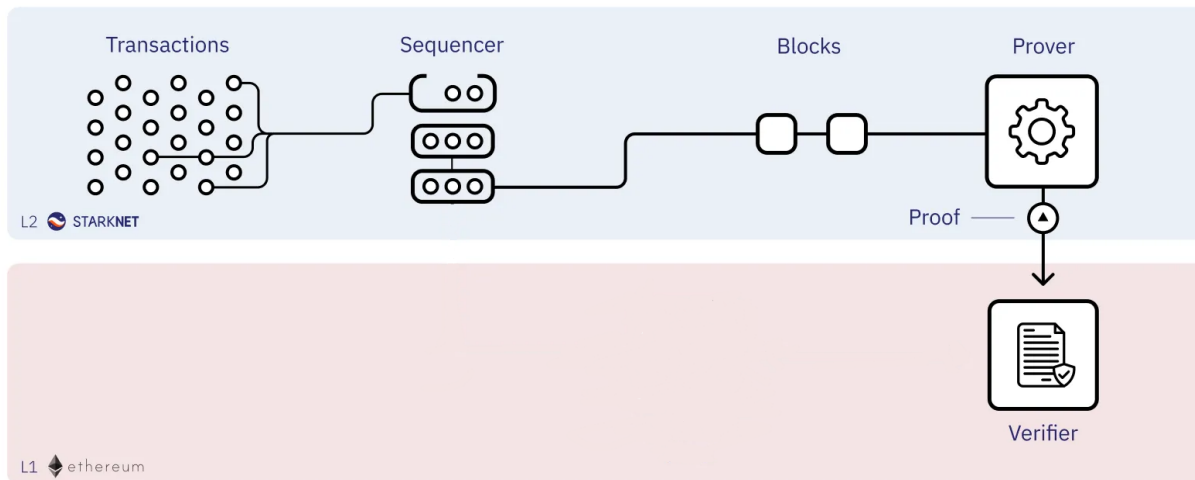 Transactions
Sequencer
Blocks
Prover
Proof
L2 STARKNET
Verifier
L1 ethereum